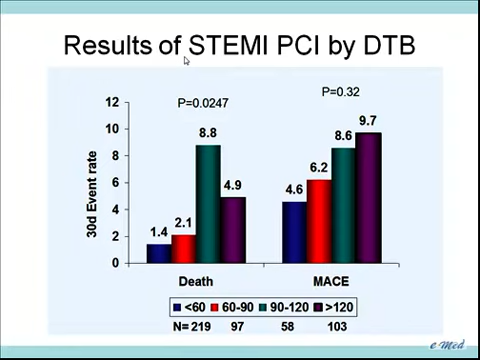 Results of STEMI PCI by DTB
P=0.0247
P=0.32
30d Event rate
12
10
8
6
4
2
0
1.4 2.1 8.8 4.9
4.6 6.2 8.6 9.7
Death MACE
<60 60-90 90-120 >120
N= 219 97 58 103
e Med